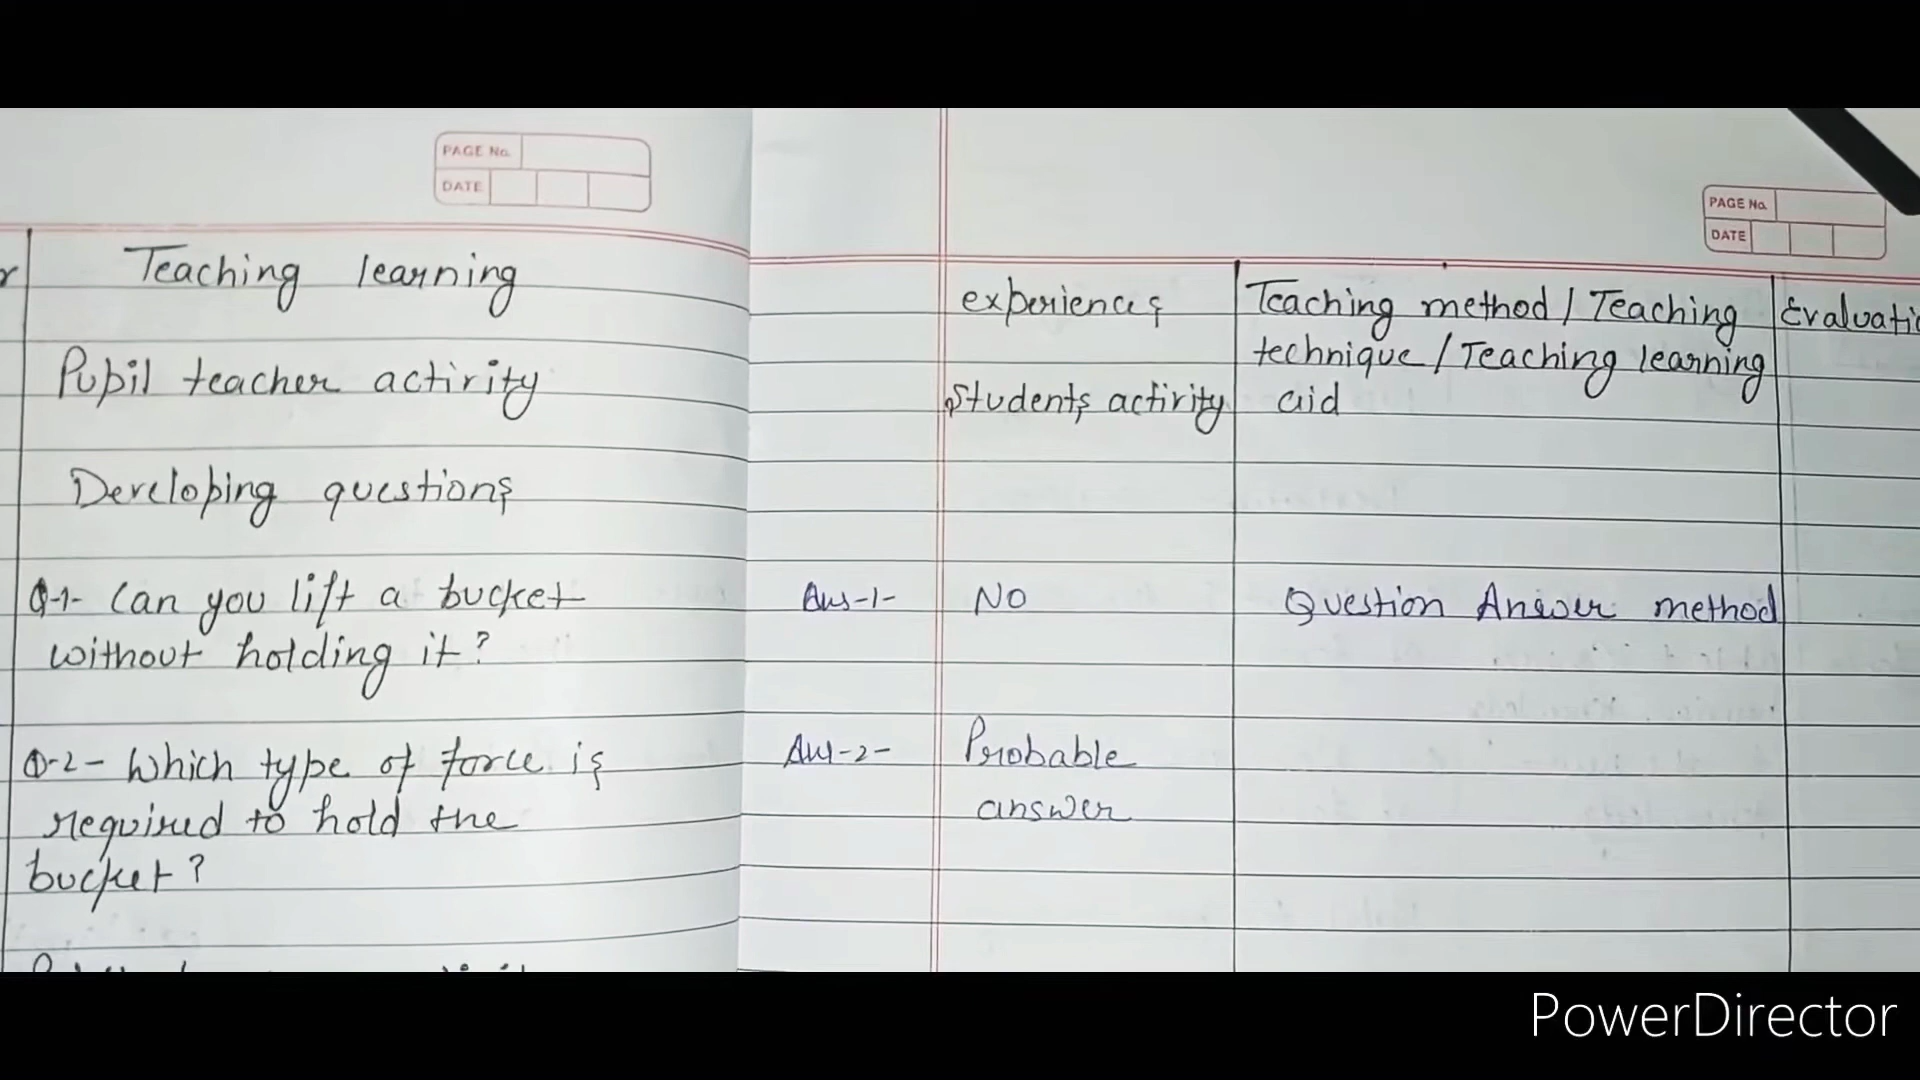 PAGE No.
DATE
PAGE No.
DATE
Teaching learning
experiences
Teaching method / Teaching
technique / Teaching learning
aid
Pupil teacher activity
Students activity
Developing questions
Q-1- Can you lift a bucket
without holding it?
Ans-1- No
Question Answer method
Q-2- Which type of force is
required to hold the
bucket?
Ans-2- Probable
answer
PowerDirector